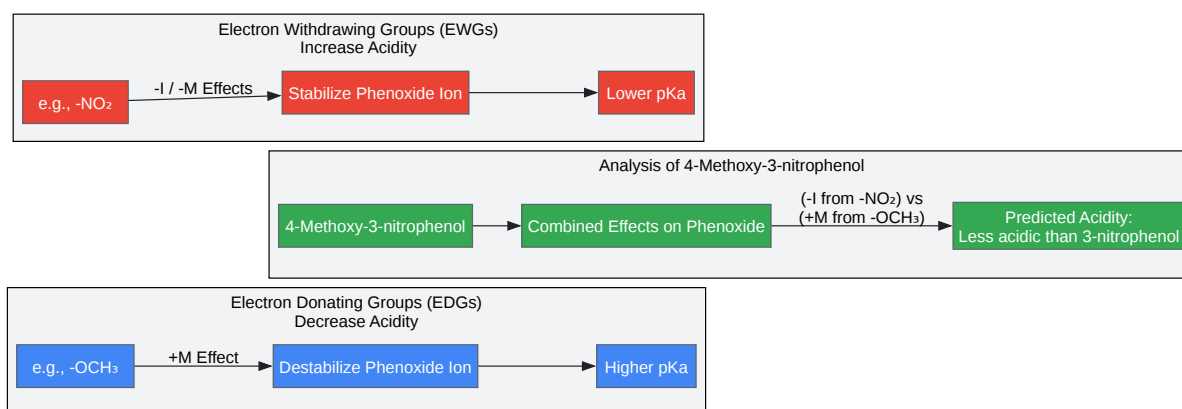 Electron Withdrawing Groups (EWGs)
Increase Acidity
e.g., -NO₂
-I / -M Effects
Stabilize Phenoxide Ion
Lower pKa
Analysis of 4-Methoxy-3-nitrophenol
4-Methoxy-3-nitrophenol
Combined Effects on Phenoxide
(-I from -NO₂) vs
(+M from -OCH₃)
Predicted Acidity:
Less acidic than 3-nitrophenol
Electron Donating Groups (EDGs)
Decrease Acidity
e.g., -OCH₃
+M Effect
Destabilize Phenoxide Ion
Higher pKa